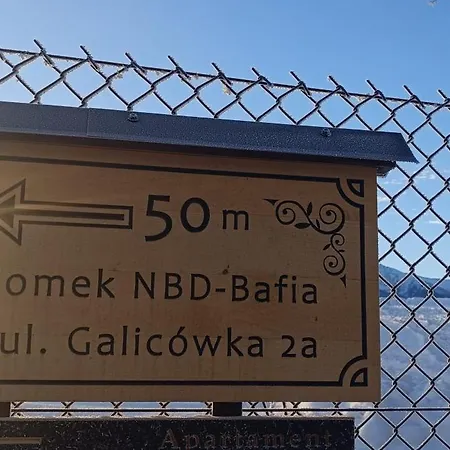 50 m
omek NBD-Bafia
ul. Galicówka 2a
Apartament